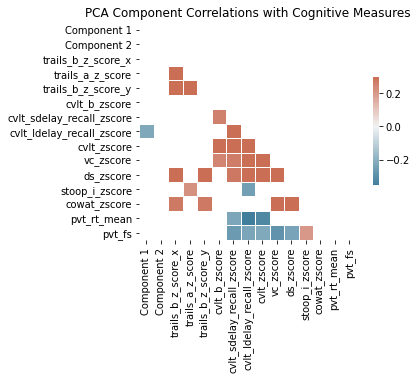 PCA Component Correlations with Cognitive Measures
Component 1
Component 2
trails_b_z_score_x
trails_a_z_score
trails_b_z_score_y
cvlt_b_zscore
cvlt_sdelay_recall_zscore
cvlt_ldelay_recall_zscore
cvlt_zscore
vc_zscore
ds_zscore
stoop_i_zscore
cowat_zscore
pvt_rt_mean
pvt_fs
0.2
0.0
−0.2
Component 1
Component 2
trails_b_z_score_x
trails_a_z_score
trails_b_z_score_y
cvlt_b_zscore
cvlt_sdelay_recall_zscore
cvlt_ldelay_recall_zscore
cvlt_zscore
vc_zscore
ds_zscore
stoop_i_zscore
cowat_zscore
pvt_rt_mean
pvt_fs